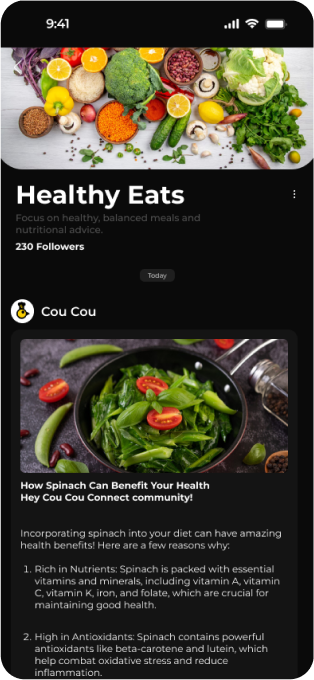 9:41
Healthy Eats
Focus on healthy, balanced meals and
nutritional advice.
230 Followers
Today
Cou Cou
How Spinach Can Benefit Your Health
Hey Cou Cou Connect community!
Incorporating spinach into your diet can have amazing
health benefits! Here are a few reasons why:
1. Rich in Nutrients: Spinach is packed with essential
vitamins and minerals, including vitamin A, vitamin
C, vitamin K, iron, and folate, which are crucial for
maintaining good health.
2. High in Antioxidants: Spinach contains powerful
antioxidants like beta-carotene and lutein, which
help combat oxidative stress and reduce
inflammation.